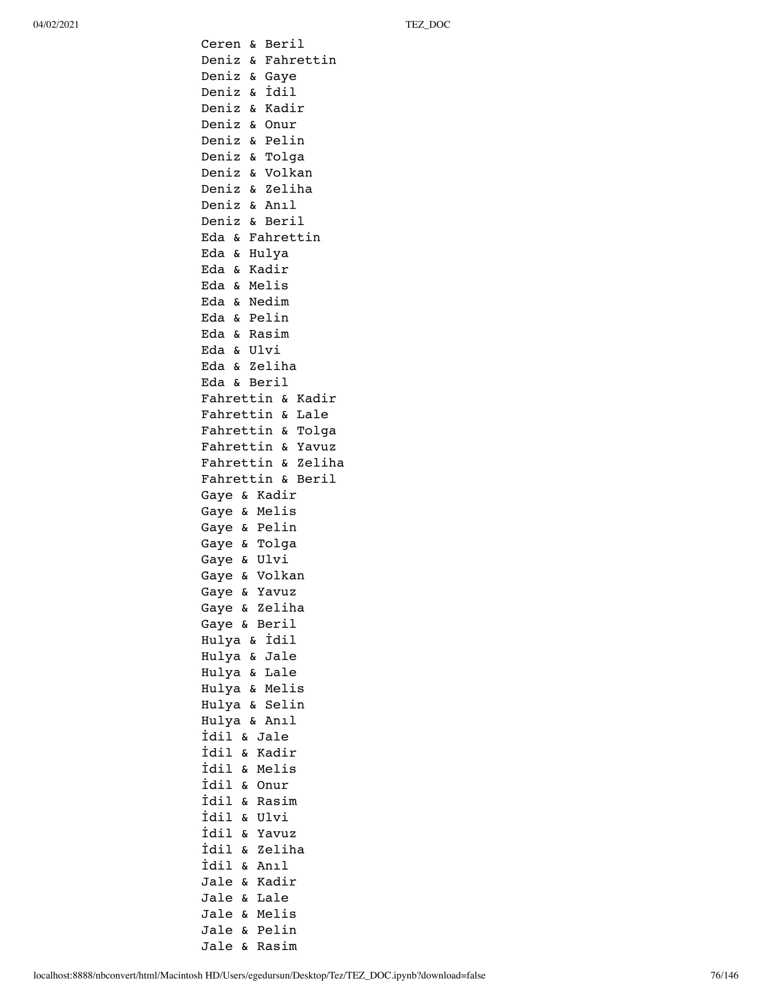 04/02/2021 TEZ_DOC
Ceren & Beril
Deniz & Fahrettin
Deniz & Gaye
Deniz & İdil
Deniz & Kadir
Deniz & Onur
Deniz & Pelin
Deniz & Tolga
Deniz & Volkan
Deniz & Zeliha
Deniz & Anıl
Deniz & Beril
Eda & Fahrettin
Eda & Hulya
Eda & Kadir
Eda & Melis
Eda & Nedim
Eda & Pelin
Eda & Rasim
Eda & Ulvi
Eda & Zeliha
Eda & Beril
Fahrettin & Kadir
Fahrettin & Lale
Fahrettin & Tolga
Fahrettin & Yavuz
Fahrettin & Zeliha
Fahrettin & Beril
Gaye & Kadir
Gaye & Melis
Gaye & Pelin
Gaye & Tolga
Gaye & Ulvi
Gaye & Volkan
Gaye & Yavuz
Gaye & Zeliha
Gaye & Beril
Hulya & İdil
Hulya & Jale
Hulya & Lale
Hulya & Melis
Hulya & Selin
Hulya & Anıl
İdil & Jale
İdil & Kadir
İdil & Melis
İdil & Onur
İdil & Rasim
İdil & Ulvi
İdil & Yavuz
İdil & Zeliha
İdil & Anıl
Jale & Kadir
Jale & Lale
Jale & Melis
Jale & Pelin
Jale & Rasim
localhost:8888/nbconvert/html/Macintosh HD/Users/egedursun/Desktop/Tez/TEZ_DOC.ipynb?download=false 76/146